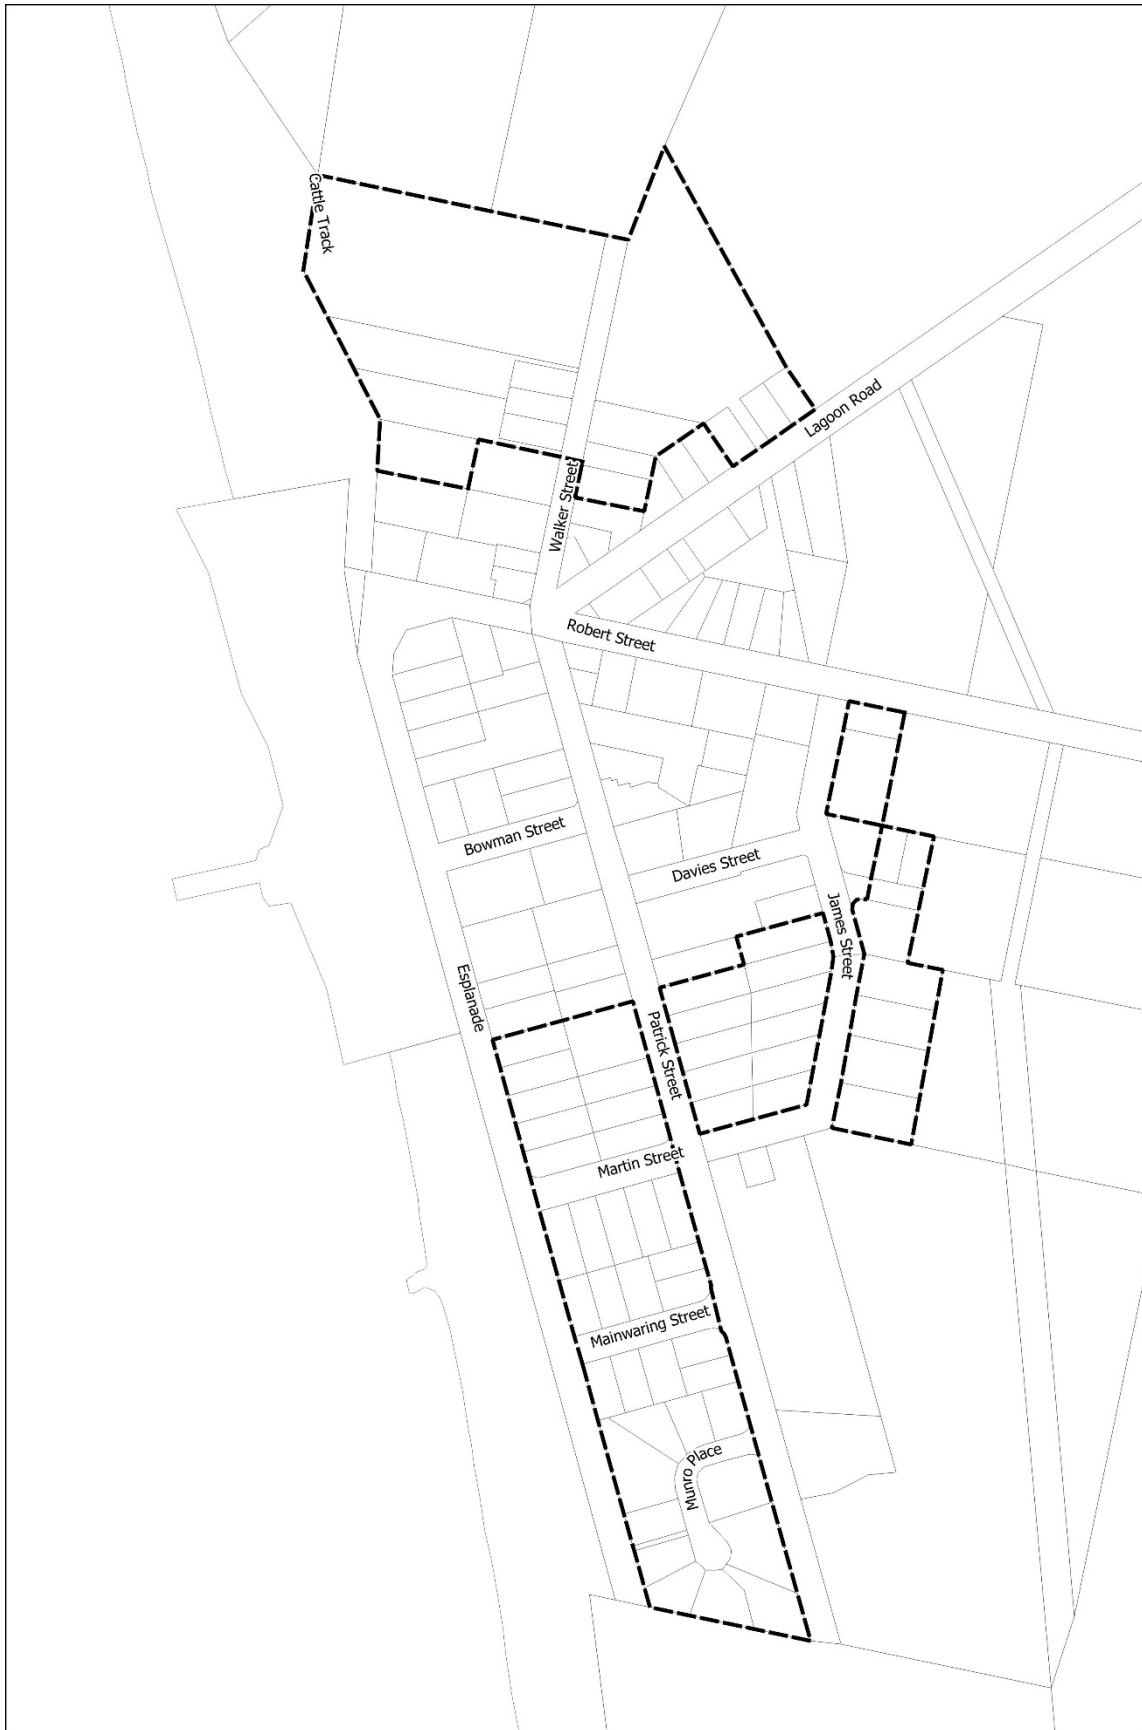 Cattle Track
Lagoon Road
Walker Street
Robert Street
Bowman Street
Davies Street
James Street
Esplanade
Patrick Street
Martin Street
Mainwaring Street
Munro Place